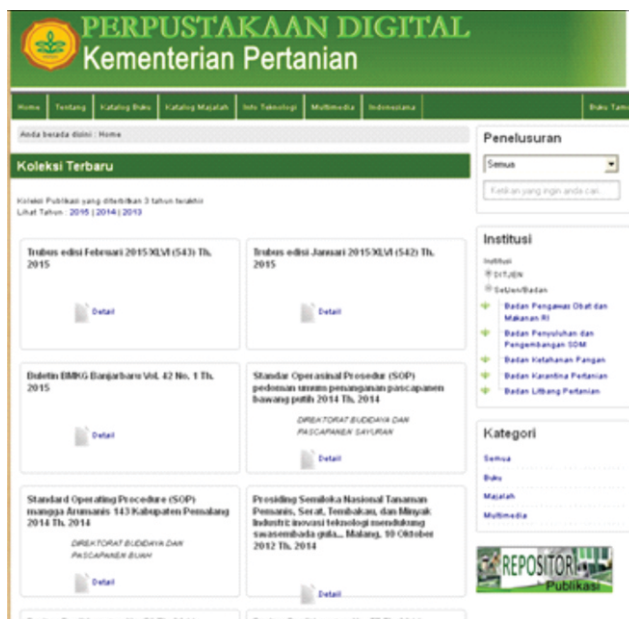 PERPUSTAKAAN DIGITAL
Kementerian Pertanian
Home Tentang Katalog Buku Katalog Majalah Info Teknologi Multimedia Indonesiana Buku Tam
Anda berada disini : Home
Koleksi Terbaru
Koleksi Publikasi yang diterbitkan 3 tahun terakhir
Lihat Tahun : 2015 | 2014 | 2013
Trubus edisi Februari 2015 XLVI (543) Th.
2015
Detail
Trubus edisi Januari 2015 XLVI (542) Th.
2015
Detail
Buletin BMKG Banjarbaru Vol. 42 No. 1 Th.
2015
Detail
Standar Operasinal Prosedur (SOP)
pedoman umum penanganan pascapanen
bawang putih 2014 Th. 2014
DIREKTORAT BUDIDAYA DAN
PASCAPANEN SAYURAN
Detail
Standard Operating Procedure (SOP)
mangga Arumanis 143 Kabupaten Pemalang
2014 Th. 2014
DIREKTORAT BUDIDAYA DAN
PASCAPANEN BUAH
Detail
Prosiding Semiloka Nasional Tanaman
Pemanis, Serat, Tembakau, dan Minyak
Industri: inovasi teknologi mendukung
swasembada gula... Malang, 10 Oktober
2012 Th. 2014
Detail
Penelusuran
Semua
Ketikan yang ingin anda cari...
Institusi
Institusi
DITJEN
Setjen/Badan
Badan Pengawas Obat dan
Makanan RI
Badan Penyuluhan dan
Pengembangan SDM
Badan Ketahanan Pangan
Badan Karantina Pertanian
Badan Litbang Pertanian
Kategori
Semua
Buku
Majalah
Multimedia
REPOSITORI
Publikasi